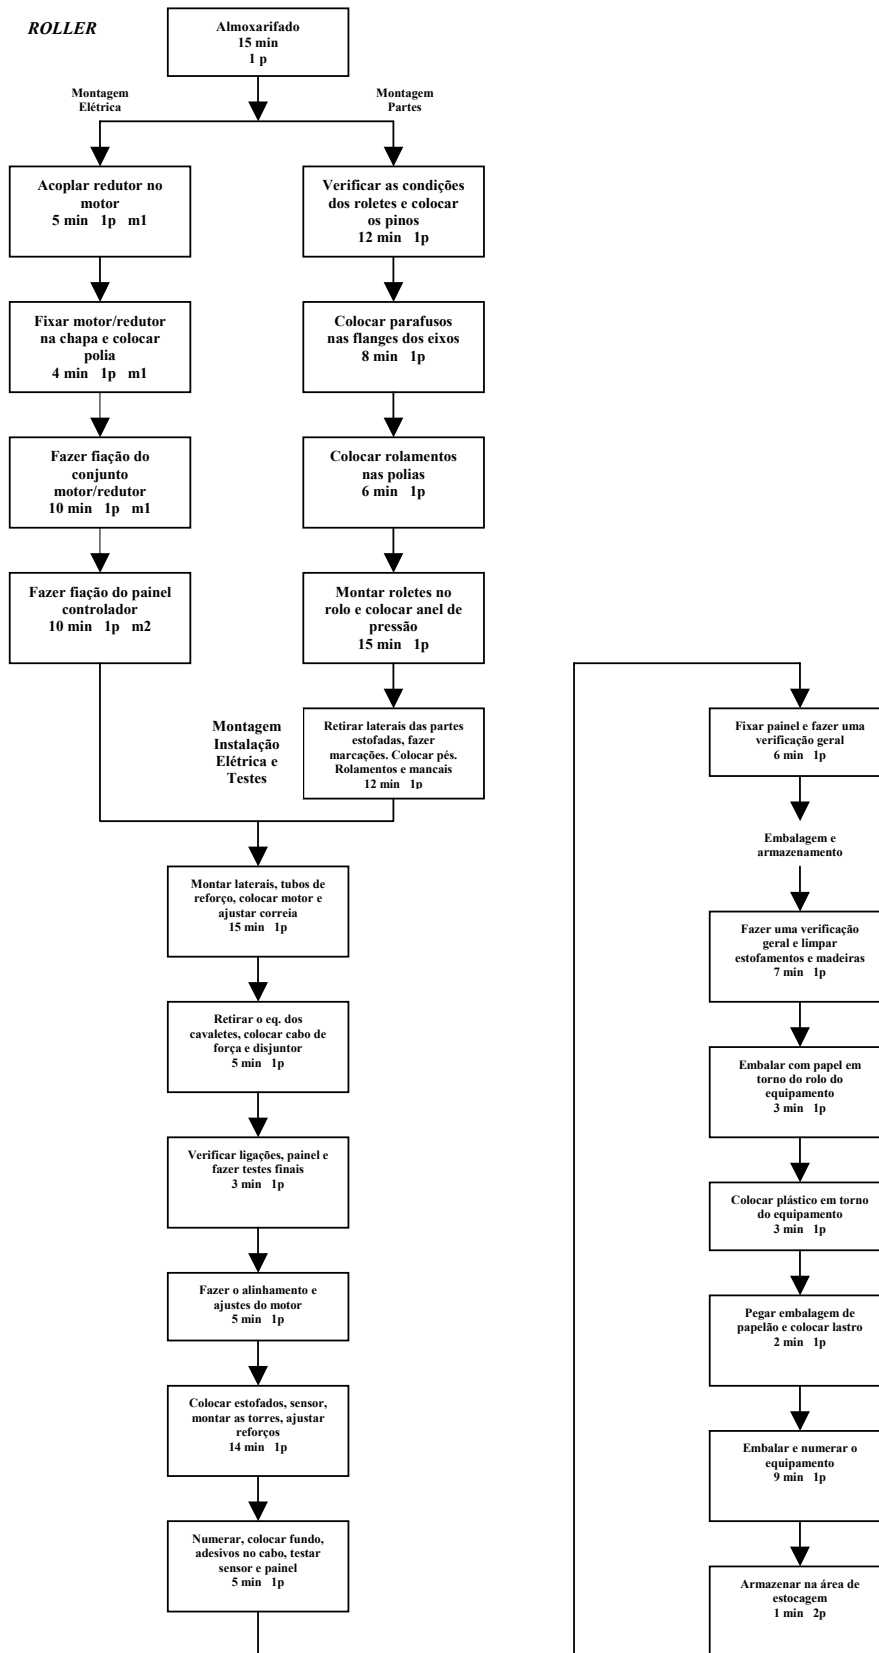 ROLLER
Almoxarifado
15 min
1 p
Montagem
Elétrica
Montagem
Partes
Acoplar redutor no
motor
5 min 1p m1
Fixar motor/redutor
na chapa e colocar
polia
4 min 1p m1
Fazer fiação do
conjunto
motor/redutor
10 min 1p m1
Fazer fiação do painel
controlador
10 min 1p m2
Verificar as condições
dos roletes e colocar
os pinos
12 min 1p
Colocar parafusos
nas flanges dos eixos
8 min 1p
Colocar rolamentos
nas polias
6 min 1p
Montar roletes no
rolo e colocar anel de
pressão
15 min 1p
Retirar laterais das partes
estofadas, fazer
marcações. Colocar pés.
Rolamentos e mancais
12 min 1p
Montagem
Instalação
Elétrica e
Testes
Montar laterais, tubos de
reforço, colocar motor e
ajustar correia
15 min 1p
Retirar o eq. dos
cavaletes, colocar cabo de
força e disjuntor
5 min 1p
Verificar ligações, painel e
fazer testes finais
3 min 1p
Fazer o alinhamento e
ajustes do motor
5 min 1p
Colocar estofados, sensor,
montar as torres, ajustar
reforços
14 min 1p
Numerar, colocar fundo,
adesivos no cabo, testar
sensor e painel
5 min 1p
Fixar painel e fazer uma
verificação geral
6 min 1p
Embalagem e
armazenamento
Fazer uma verificação
geral e limpar
estofamentos e madeiras
7 min 1p
Embalar com papel em
torno do rolo do
equipamento
3 min 1p
Colocar plástico em torno
do equipamento
3 min 1p
Pegar embalagem de
papelão e colocar lastro
2 min 1p
Embalar e numerar o
equipamento
9 min 1p
Armazenar na área de
estocagem
1 min 2p